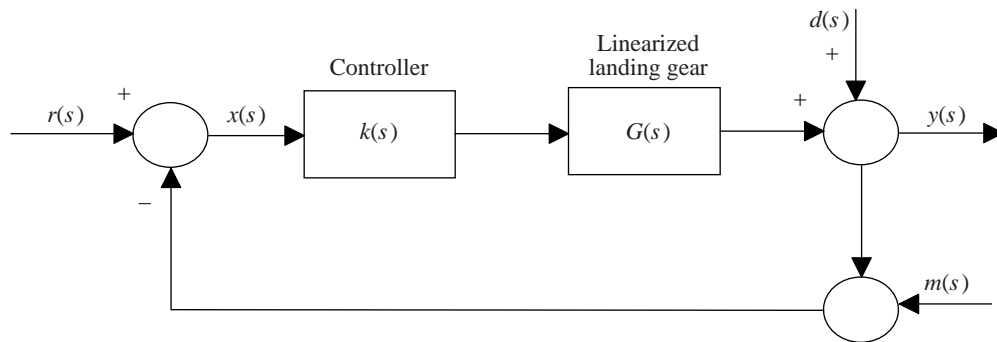 d(s)
+
Linearized
landing gear
Controller
+
r(s)
x(s)
k(s)
G(s)
+
y(s)
−
m(s)